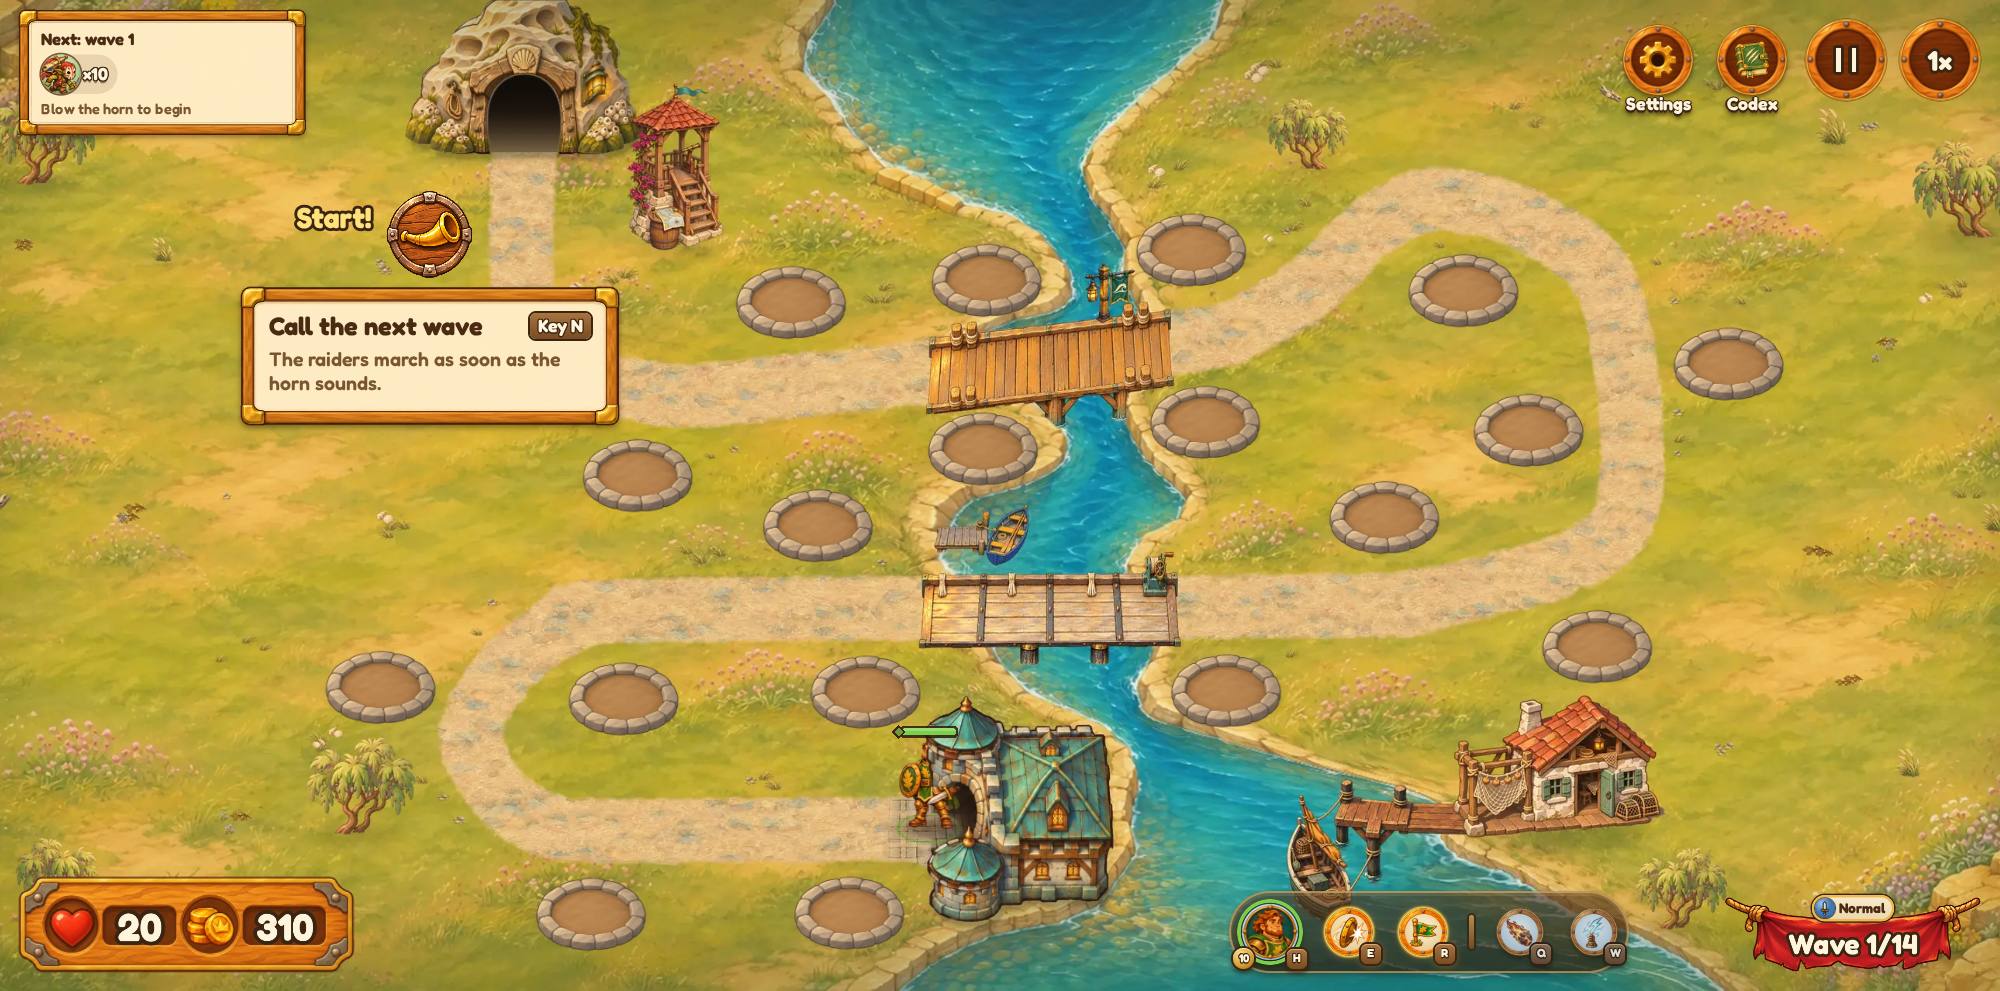 Next: wave 1
x10
Blow the horn to begin
Settings
Codex
1x
Start!
Call the next wave
Key N
The raiders march as soon as the
horn sounds.
20
310
10
H
E
R
Q
W
Normal
Wave 1/14